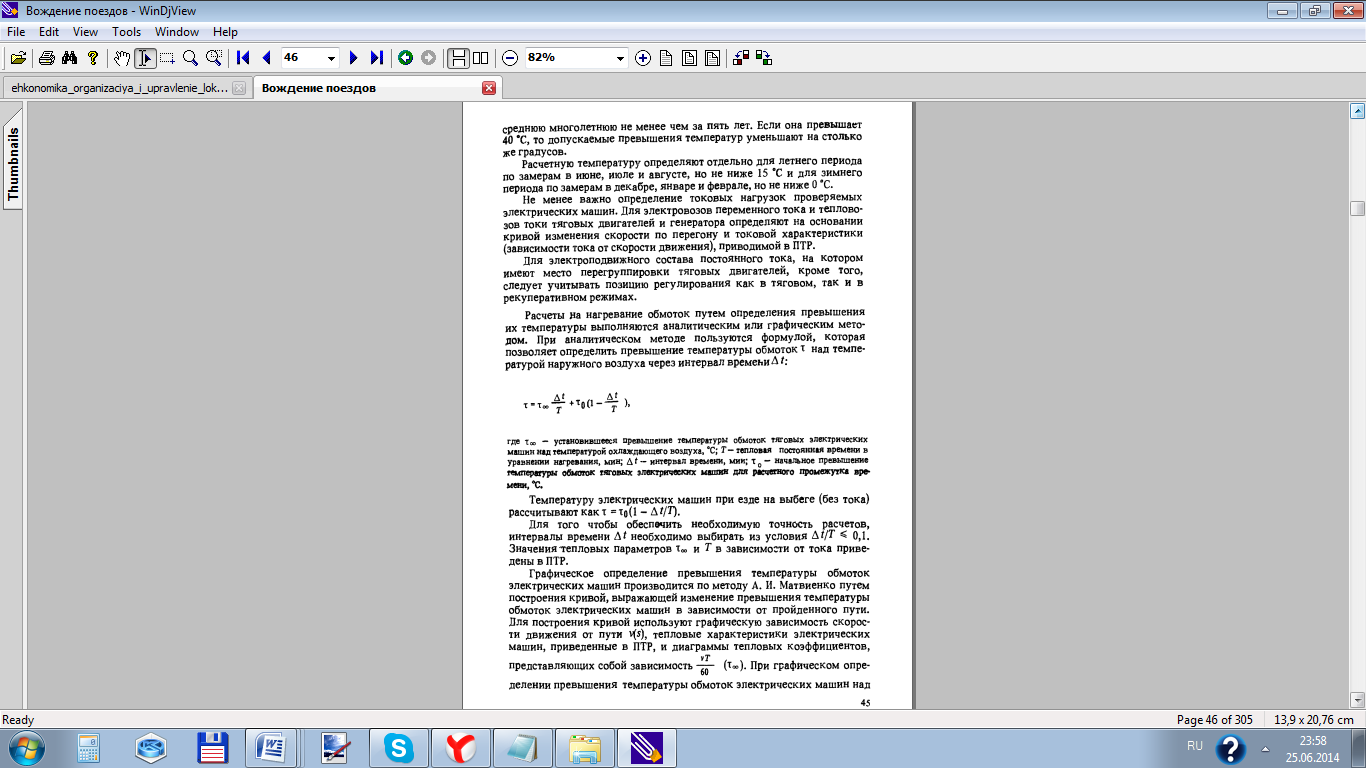 Вождение поездов - WinDjView
File Edit View Tools Window Help
46 82%
ehkonomika_organizaciya_i_upravlenie_lok... Вождение поездов
Thumbnails
среднюю многолетнюю не менее чем за пять лет. Если она превышает
40 °С, то допускаемые превышения температур уменьшают на столько
же градусов.
Расчетную температуру определяют отдельно для летнего периода
по замерам в июне, июле и августе, но не ниже 15 °С и для зимнего
периода по замерам в декабре, январе и феврале, но не ниже 0 °С.
Не менее важно определение токовых нагрузок проверяемых
электрических машин. Для электровозов переменного тока и теплово-
зов токи тяговых двигателей и генератора определяют на основании
кривой изменения скорости по перегону и токовой характеристики
(зависимости тока от скорости движения), приводимой в ПТР.
Для электроподвижного состава постоянного тока, на котором
имеют место перегруппировки тяговых двигателей, кроме того,
следует учитывать позицию регулирования как в тяговом, так и в
рекуперативном режимах.
Расчеты на нагревание обмоток путем определения превышения
их температуры выполняются аналитическим или графическим мето-
дом. При аналитическом методе пользуются формулой, которая
позволяет определить превышение температуры обмоток τ над темпе-
ратурой наружного воздуха через интервал времени Δt:
τ = τ∞ Δt/T + τ0 (1 − Δt/T ),
где τ∞ — установившееся превышение температуры обмоток тяговых электрических
машин над температурой охлаждающего воздуха, °С; T — тепловая постоянная времени в
уравнении нагревания, мин; Δt — интервал времени, мин; τo — начальное превышение
температуры обмоток тяговых электрических машин для расчетного промежутка вре-
мени, °С.
Температуру электрических машин при езде на выбеге (без тока)
рассчитывают как τ = τ0 (1 − Δt/T).
Для того чтобы обеспечить необходимую точность расчетов,
интервалы времени Δt необходимо выбирать из условия Δt/T ⩽ 0,1.
Значения тепловых параметров τ∞ и T в зависимости от тока приве-
дены в ПТР.
Графическое определение превышения температуры обмоток
электрических машин производится по методу А. И. Матвиенко путем
построения кривой, выражающей изменение превышения температуры
обмоток электрических машин в зависимости от пройденного пути.
Для построения кривой используют графическую зависимость скорос-
ти движения от пути v(s), тепловые характеристики электрических
машин, приведенные в ПТР, и диаграммы тепловых коэффициентов,
представляющих собой зависимость vT/60 (τ∞). При графическом опре-
делении превышения температуры обмоток электрических машин над
45
Ready Page 46 of 305 13,9 x 20,76 cm
RU 23:58
25.06.2014